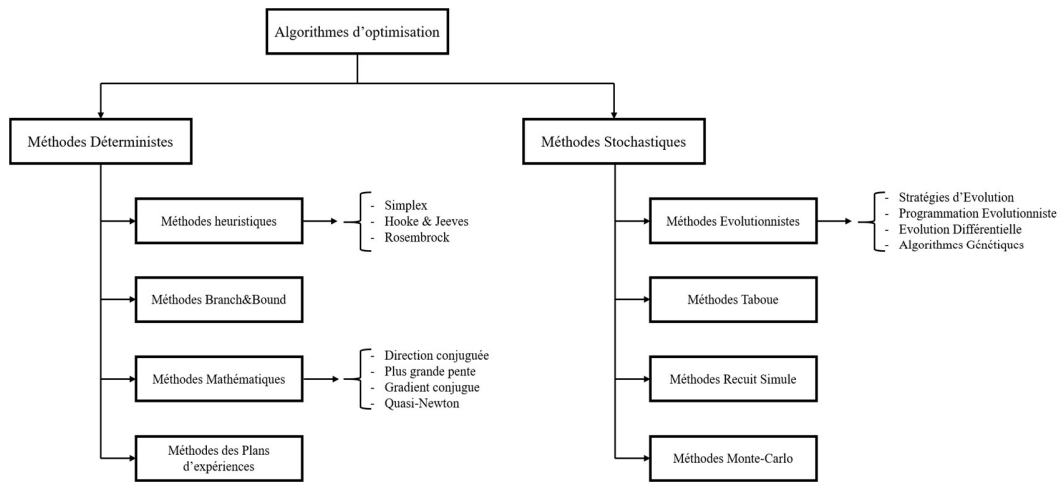 Algorithmes d’optimisation
Méthodes Déterministes
Méthodes heuristiques
- Simplex
- Hooke & Jeeves
- Rosembrock
Méthodes Branch&Bound
Méthodes Mathématiques
- Direction conjuguée
- Plus grande pente
- Gradient conjugue
- Quasi-Newton
Méthodes des Plans
d’expériences
Méthodes Stochastiques
Méthodes Evolutionnistes
- Stratégies d’Evolution
- Programmation Evolutionniste
- Evolution Différentielle
- Algorithmes Génétiques
Méthodes Taboue
Méthodes Recuit Simule
Méthodes Monte-Carlo